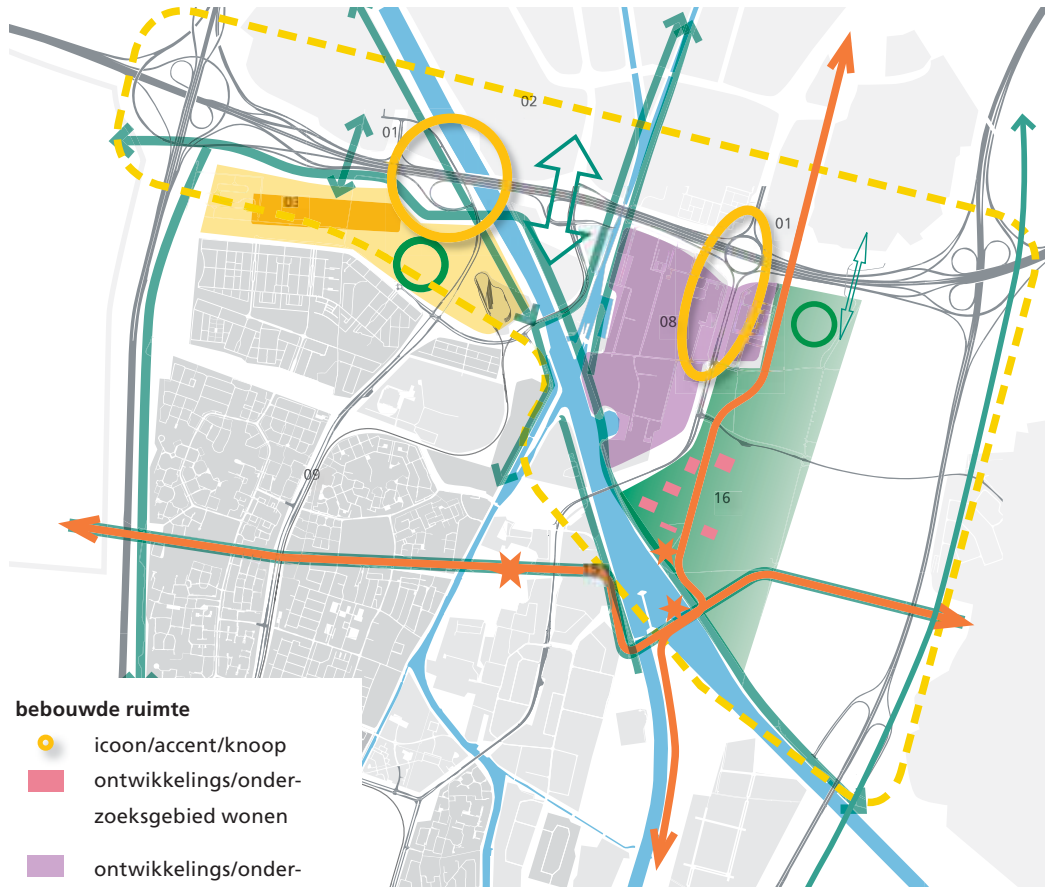 02
01
03
01
08
09
16
15
bebouwde ruimte
icoon/accent/knoop
ontwikkelings/onder-
zoeksgebied wonen
ontwikkelings/onder-